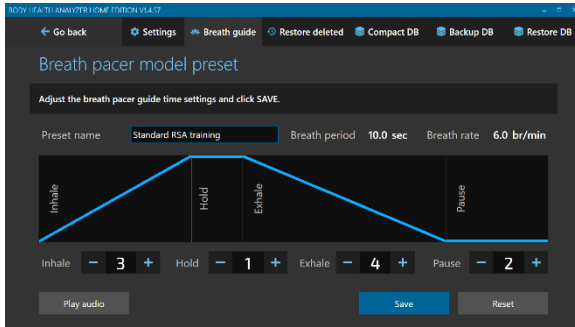 BODY HEALTH ANALYZER HOME EDITION V1.4.57
Go back Settings Breath guide Restore deleted Compact DB Backup DB Restore DB
Breath pacer model preset
Adjust the breath pacer guide time settings and click SAVE.
Preset name Standard RSA training Breath period 10.0 sec Breath rate 6.0 br/min
Inhale Hold Exhale Pause
Inhale − 3 + Hold − 1 + Exhale − 4 + Pause − 2 +
Play audio Save Reset